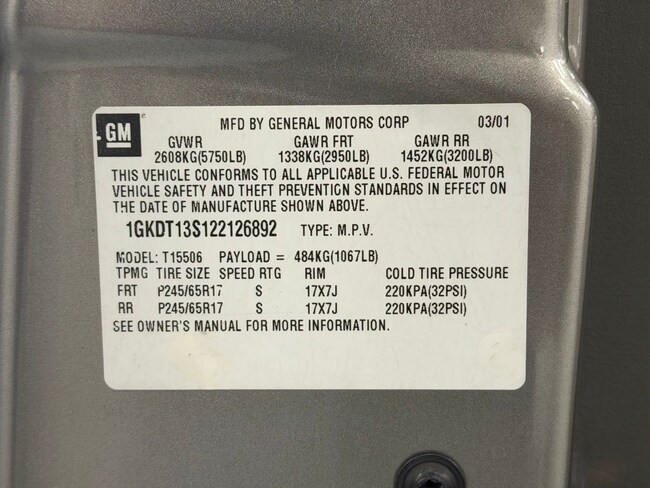 GM
MFD BY GENERAL MOTORS CORP 03/01
GVWR GAWR FRT GAWR RR
2608KG(5750LB) 1338KG(2950LB) 1452KG(3200LB)
THIS VEHICLE CONFORMS TO ALL APPLICABLE U.S. FEDERAL MOTOR
VEHICLE SAFETY AND THEFT PREVENTION STANDARDS IN EFFECT ON
THE DATE OF MANUFACTURE SHOWN ABOVE.
1GKDT13S122126892 TYPE: M.P.V.
MODEL: T15506 PAYLOAD = 484KG(1067LB)
TPMG TIRE SIZE SPEED RTG RIM COLD TIRE PRESSURE
FRT P245/65R17 S 17X7J 220KPA(32PSI)
RR P245/65R17 S 17X7J 220KPA(32PSI)
SEE OWNER'S MANUAL FOR MORE INFORMATION.